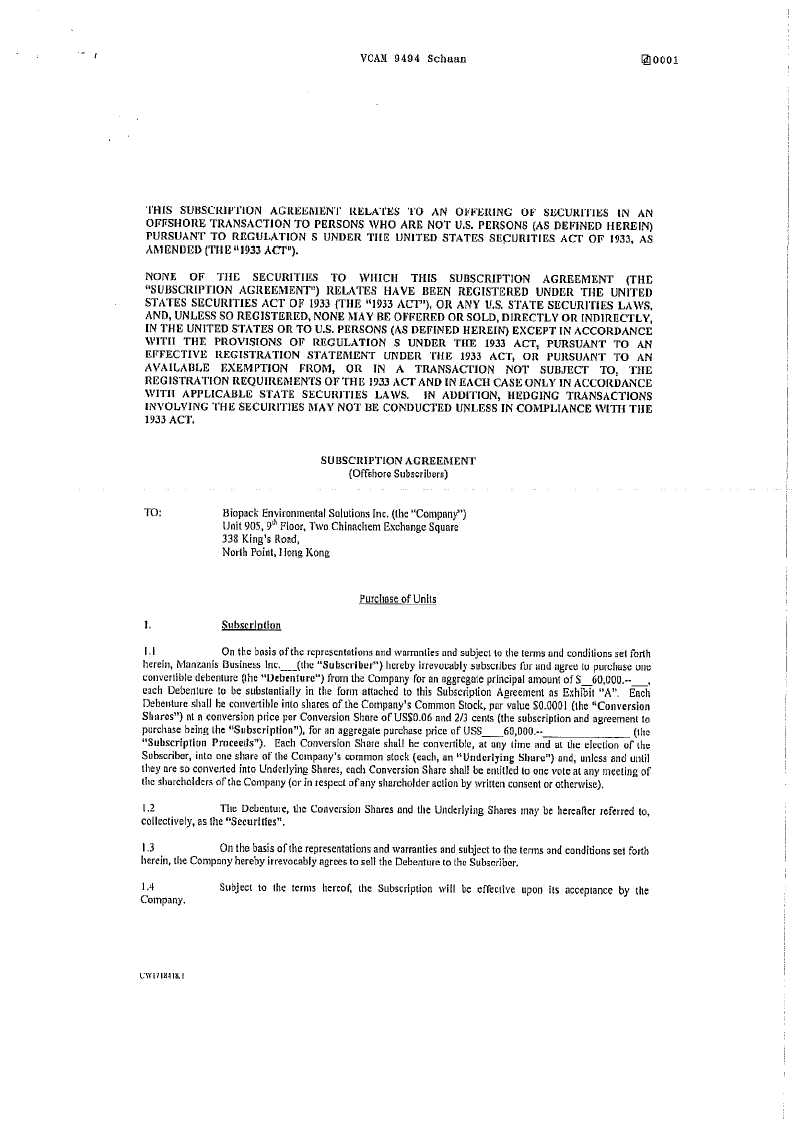 VCAM 9494 Schaan
0001
THIS SUBSCRIPTION AGREEMENT RELATES TO AN OFFERING OF SECURITIES IN AN
OFFSHORE TRANSACTION TO PERSONS WHO ARE NOT U.S. PERSONS (AS DEFINED HEREIN)
PURSUANT TO REGULATION S UNDER THE UNITED STATES SECURITIES ACT OF 1933, AS
AMENDED (THE "1933 ACT").
NONE OF THE SECURITIES TO WHICH THIS SUBSCRIPTION AGREEMENT (THE
"SUBSCRIPTION AGREEMENT") RELATES HAVE BEEN REGISTERED UNDER THE UNITED
STATES SECURITIES ACT OF 1933 (THE "1933 ACT"), OR ANY U.S. STATE SECURITIES LAWS,
AND, UNLESS SO REGISTERED, NONE MAY BE OFFERED OR SOLD, DIRECTLY OR INDIRECTLY,
IN THE UNITED STATES OR TO U.S. PERSONS (AS DEFINED HEREIN) EXCEPT IN ACCORDANCE
WITH THE PROVISIONS OF REGULATION S UNDER THE 1933 ACT, PURSUANT TO AN
EFFECTIVE REGISTRATION STATEMENT UNDER THE 1933 ACT, OR PURSUANT TO AN
AVAILABLE EXEMPTION FROM, OR IN A TRANSACTION NOT SUBJECT TO, THE
REGISTRATION REQUIREMENTS OF THE 1933 ACT AND IN EACH CASE ONLY IN ACCORDANCE
WITH APPLICABLE STATE SECURITIES LAWS. IN ADDITION, HEDGING TRANSACTIONS
INVOLVING THE SECURITIES MAY NOT BE CONDUCTED UNLESS IN COMPLIANCE WITH THE
1933 ACT.
SUBSCRIPTION AGREEMENT
(Offshore Subscribers)
TO: Biopack Environmental Solutions Inc. (the "Company")
Unit 905, 9th Floor, Two Chinachem Exchange Square
338 King's Road,
North Point, Hong Kong
Purchase of Units
1. Subscription
1.1 On the basis of the representations and warranties and subject to the terms and conditions set forth
herein, Manzanis Business Inc.___(the "Subscriber") hereby irrevocably subscribes for and agree to purchase one
convertible debenture (the "Debenture") from the Company for an aggregate principal amount of $__60,000.--___,
each Debenture to be substantially in the form attached to this Subscription Agreement as Exhibit "A". Each
Debenture shall be convertible into shares of the Company's Common Stock, par value $0.0001 (the "Conversion
Shares") at a conversion price per Conversion Share of US$0.06 and 2/3 cents (the subscription and agreement to
purchase being the "Subscription"), for an aggregate purchase price of US$____60,000.--________________ (the
"Subscription Proceeds"). Each Conversion Share shall be convertible, at any time and at the election of the
Subscriber, into one share of the Company's common stock (each, an "Underlying Share") and, unless and until
they are so converted into Underlying Shares, each Conversion Share shall be entitled to one vote at any meeting of
the shareholders of the Company (or in respect of any shareholder action by written consent or otherwise).
1.2 The Debenture, the Conversion Shares and the Underlying Shares may be hereafter referred to,
collectively, as the "Securities".
1.3 On the basis of the representations and warranties and subject to the terms and conditions set forth
herein, the Company hereby irrevocably agrees to sell the Debenture to the Subscriber.
1.4 Subject to the terms hereof, the Subscription will be effective upon its acceptance by the
Company.
CW1718418.1